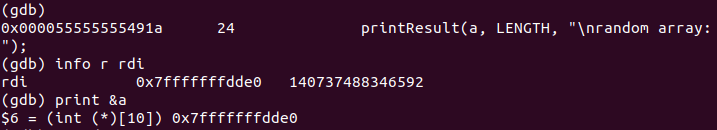 (gdb)
0x000055555555491a      24              printResult(a, LENGTH, "\nrandom array:
");
(gdb) info r rdi
rdi            0x7fffffffdde0   140737488346592
(gdb) print &a
$6 = (int (*)[10]) 0x7fffffffdde0